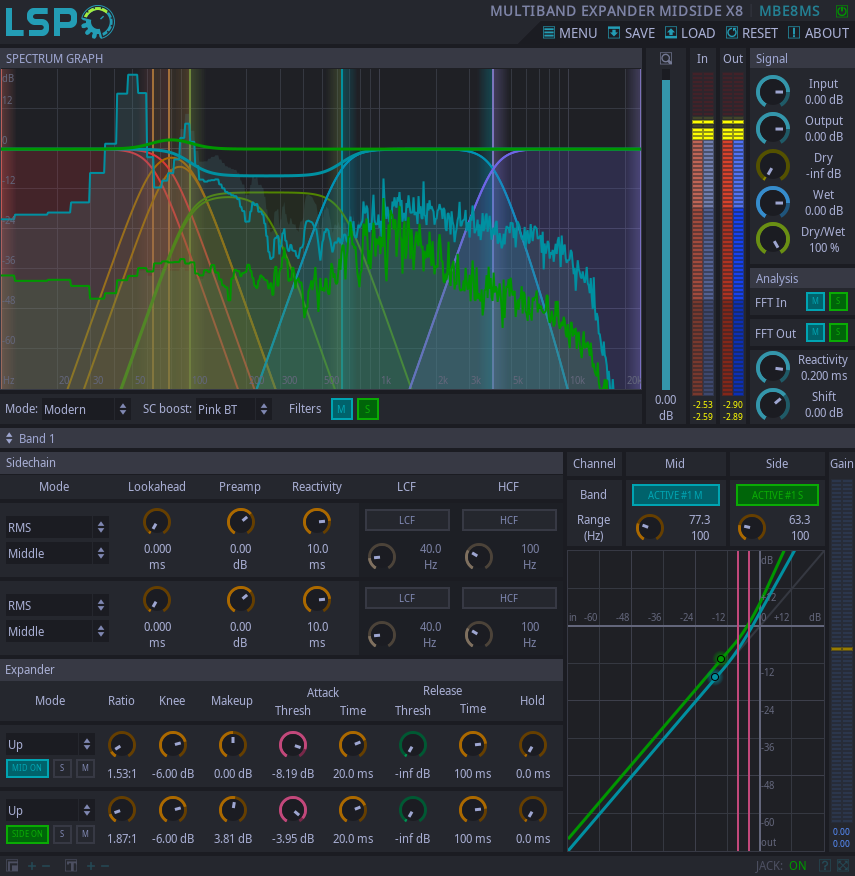 LSP
MULTIBAND EXPANDER MIDSIDE X8 MBE8MS
MENU SAVE LOAD RESET ABOUT
SPECTRUM GRAPH
In Out Signal
dB
12
0
-12
-24
-36
-48
-60
Hz 20 30 50 100 200 300 500 1k 2k 3k 5k 10k 20k
0.00
dB
-2.53 -2.90
-2.59 -2.89
Input
0.00 dB
Output
0.00 dB
Dry
-inf dB
Wet
0.00 dB
Dry/Wet
100 %
Analysis
FFT In M S
FFT Out M S
Reactivity
0.200 ms
Shift
0.00 dB
Mode: Modern SC boost: Pink BT Filters M S
Band 1
Sidechain
Mode Lookahead Preamp Reactivity LCF HCF
RMS LCF HCF
Middle 0.000 0.00 10.0 40.0 100
ms dB ms Hz Hz
RMS LCF HCF
Middle 0.000 0.00 10.0 40.0 100
ms dB ms Hz Hz
Channel Mid Side Gain
Band ACTIVE #1 M ACTIVE #1 S
Range 77.3 63.3
(Hz) 100 100
dB
+12
in -60 -48 -36 -24 -12 0 +12 dB
-12
-24
-36
-48
-60
out
0.00
0.00
Expander
Mode Ratio Knee Makeup Attack Release Hold
Thresh Time Thresh Time
Up
MID ON S M 1.53:1 -6.00 dB 0.00 dB -8.19 dB 20.0 ms -inf dB 100 ms 0.0 ms
Up
SIDE ON S M 1.87:1 -6.00 dB 3.81 dB -3.95 dB 20.0 ms -inf dB 100 ms 0.0 ms
JACK: ON